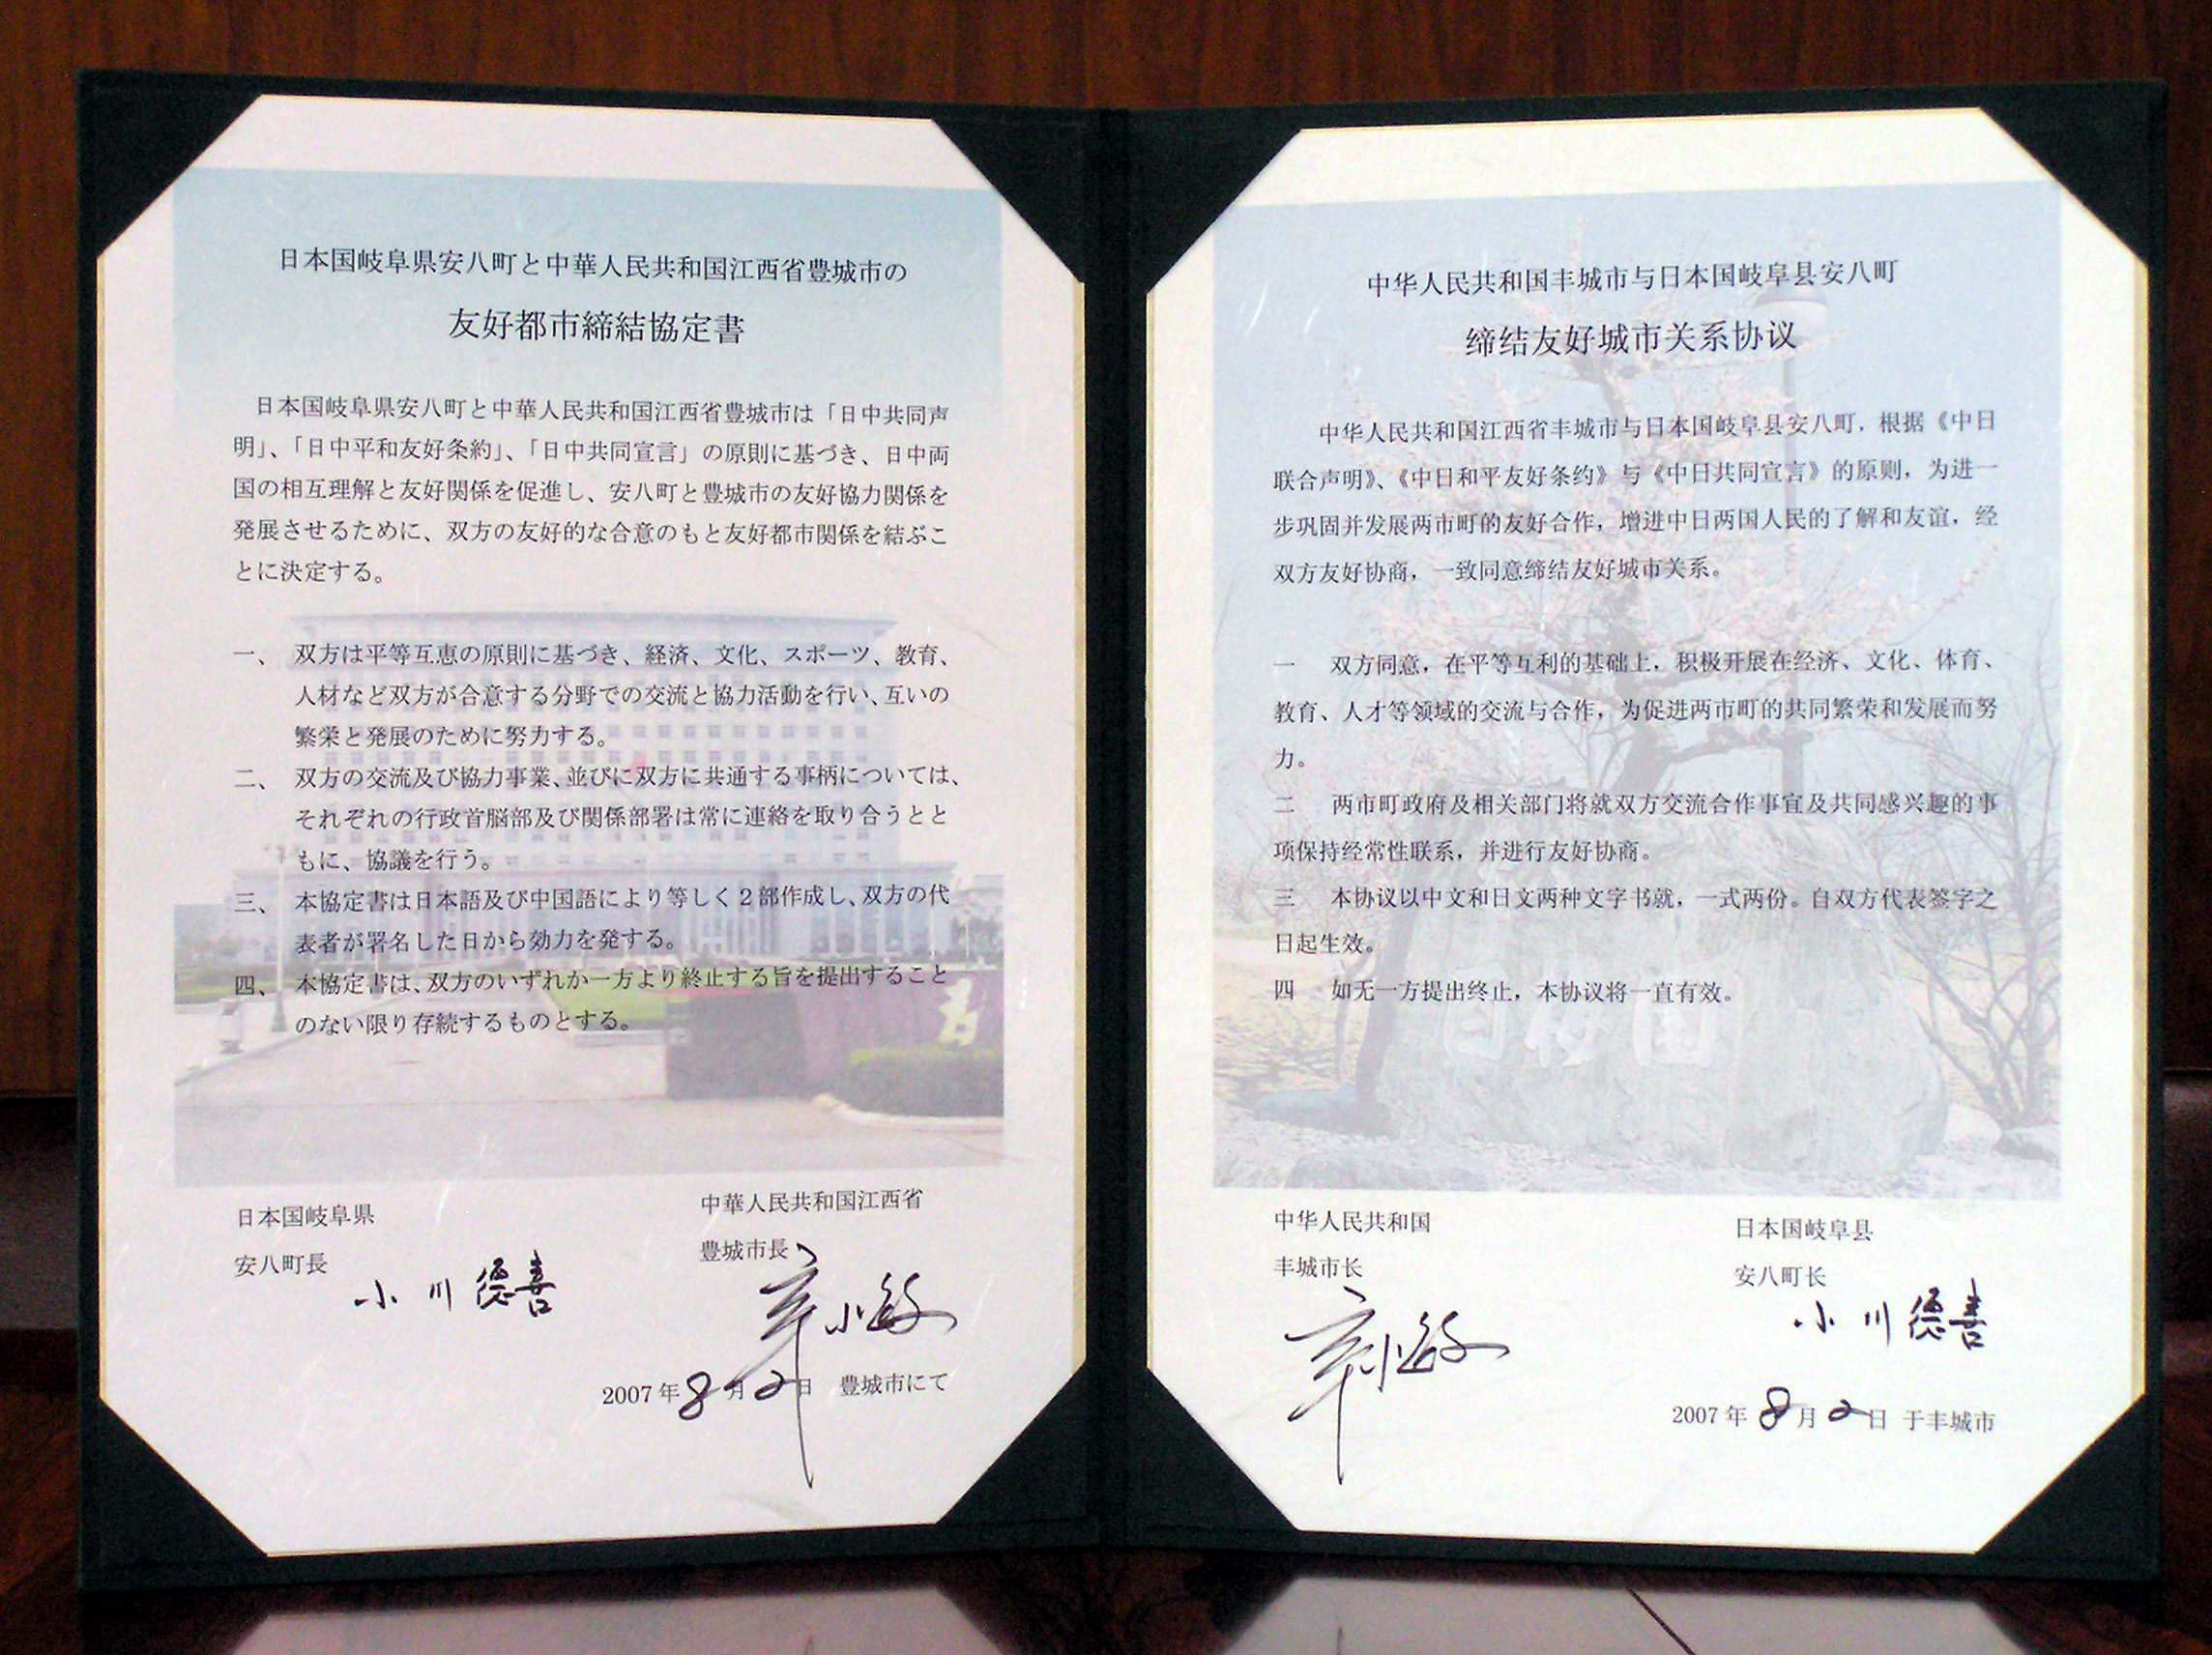 日本国岐阜県安八町と中華人民共和国江西省豊城市の
友好都市締結協定書
日本国岐阜県安八町と中華人民共和国江西省豊城市は「日中共同声
明」、「日中平和友好条約」、「日中共同宣言」の原則に基づき、日中両
国の相互理解と友好関係を促進し、安八町と豊城市の友好協力関係を
発展させるために、双方の友好的な合意のもと友好都市関係を結ぶこ
とに決定する。
一、 双方は平等互恵の原則に基づき、経済、文化、スポーツ、教育、
人材など双方が合意する分野での交流と協力活動を行い、互いの
繁栄と発展のために努力する。
二、 双方の交流及び協力事業、並びに双方に共通する事柄については、
それぞれの行政首脳部及び関係部署は常に連絡を取り合うとと
もに、協議を行う。
三、 本協定書は日本語及び中国語により等しく２部作成し、双方の代
表者が署名した日から効力を発する。
四、 本協定書は、双方のいずれか一方より終止する旨を提出すること
のない限り存続するものとする。
日本国岐阜県
安八町長
小川德善
中華人民共和国江西省
豊城市長
辛小敏
2007年8月2日 豊城市にて
中华人民共和国丰城市与日本国岐阜县安八町
缔结友好城市关系协议
中华人民共和国江西省丰城市与日本国岐阜县安八町，根据《中日
联合声明》、《中日和平友好条约》与《中日共同宣言》的原则，为进一
步巩固并发展两市町的友好合作，增进中日两国人民的了解和友谊，经
双方友好协商，一致同意缔结友好城市关系。
一 双方同意，在平等互利的基础上，积极开展在经济、文化、体育、
教育、人才等领域的交流与合作，为促进两市町的共同繁荣和发展而努
力。
二 两市町政府及相关部门将就双方交流合作事宜及共同感兴趣的事
项保持经常性联系，并进行友好协商。
三 本协议以中文和日文两种文字书就，一式两份。自双方代表签字之
日起生效。
四 如无一方提出终止，本协议将一直有效。
百梅園
中华人民共和国
丰城市长
辛小敏
日本国岐阜县
安八町长
小川德善
2007年8月2日 于丰城市